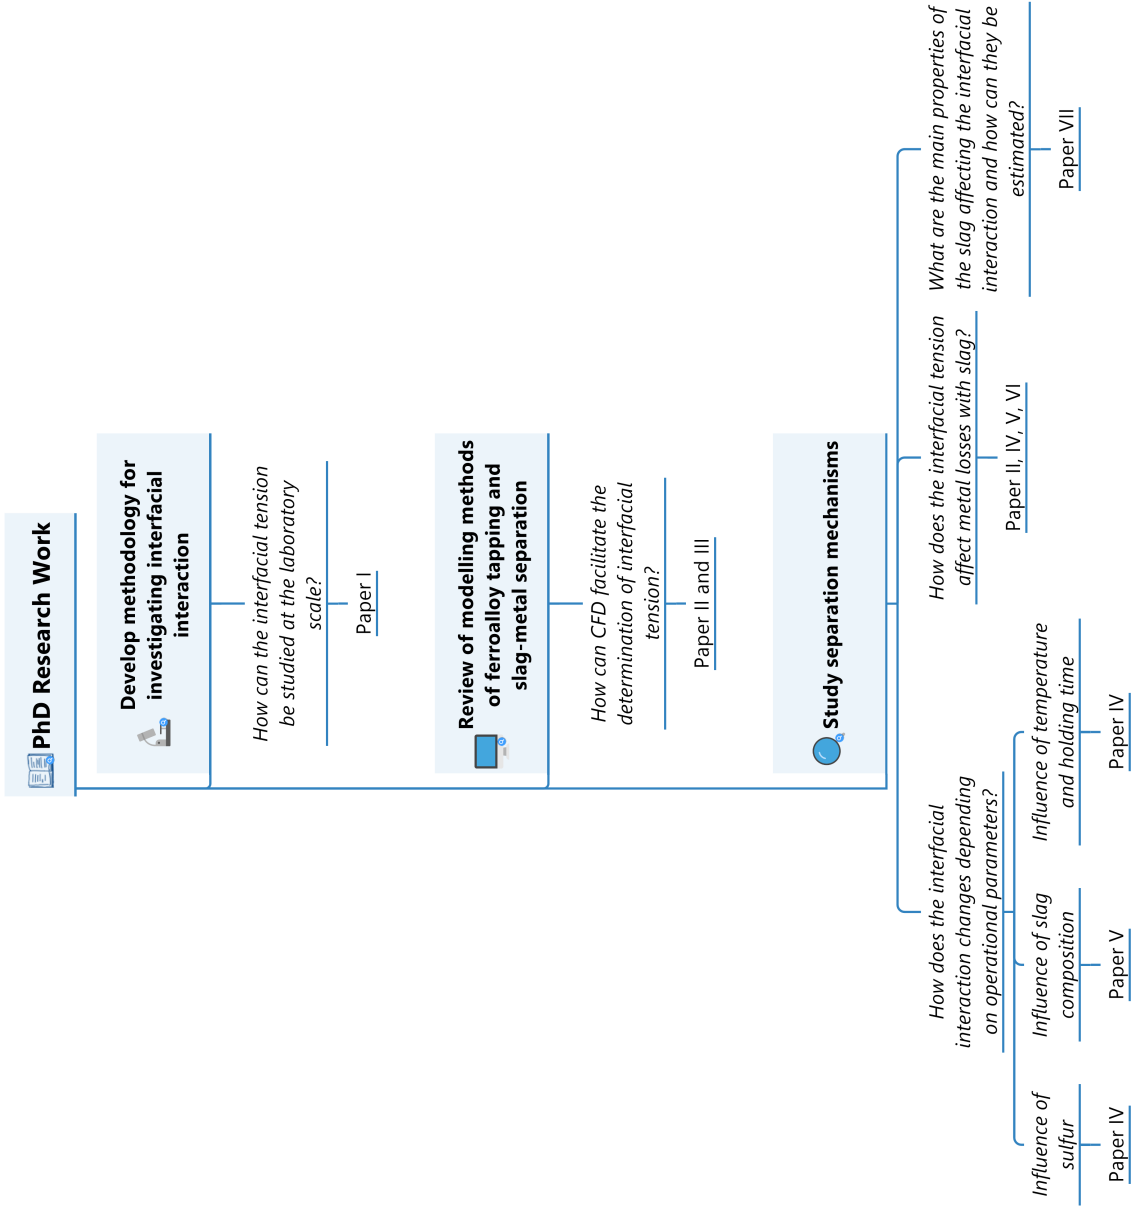 PhD Research Work
Develop methodology for
investigating interfacial
interaction
How can the interfacial tension
be studied at the laboratory
scale?
Paper I
Review of modelling methods
of ferroalloy tapping and
slag-metal separation
How can CFD facilitate the
determination of interfacial
tension?
Paper II and III
Study separation mechanisms
How does the interfacial
interaction changes depending
on operational parameters?
Influence of
sulfur
Paper IV
Influence of slag
composition
Paper V
Influence of temperature
and holding time
Paper IV
How does the interfacial tension
affect metal losses with slag?
Paper II, IV, V, VI
What are the main properties of
the slag affecting the interfacial
interaction and how can they be
estimated?
Paper VII